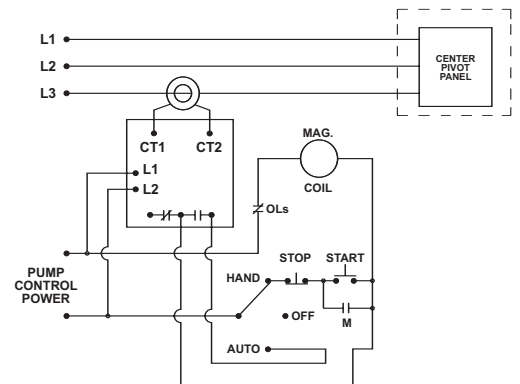 L1
L2
L3
CENTER
PIVOT
PANEL
CT1
CT2
L1
L2
MAG.
COIL
OLs
PUMP
CONTROL
POWER
HAND
STOP
START
OFF
M
AUTO